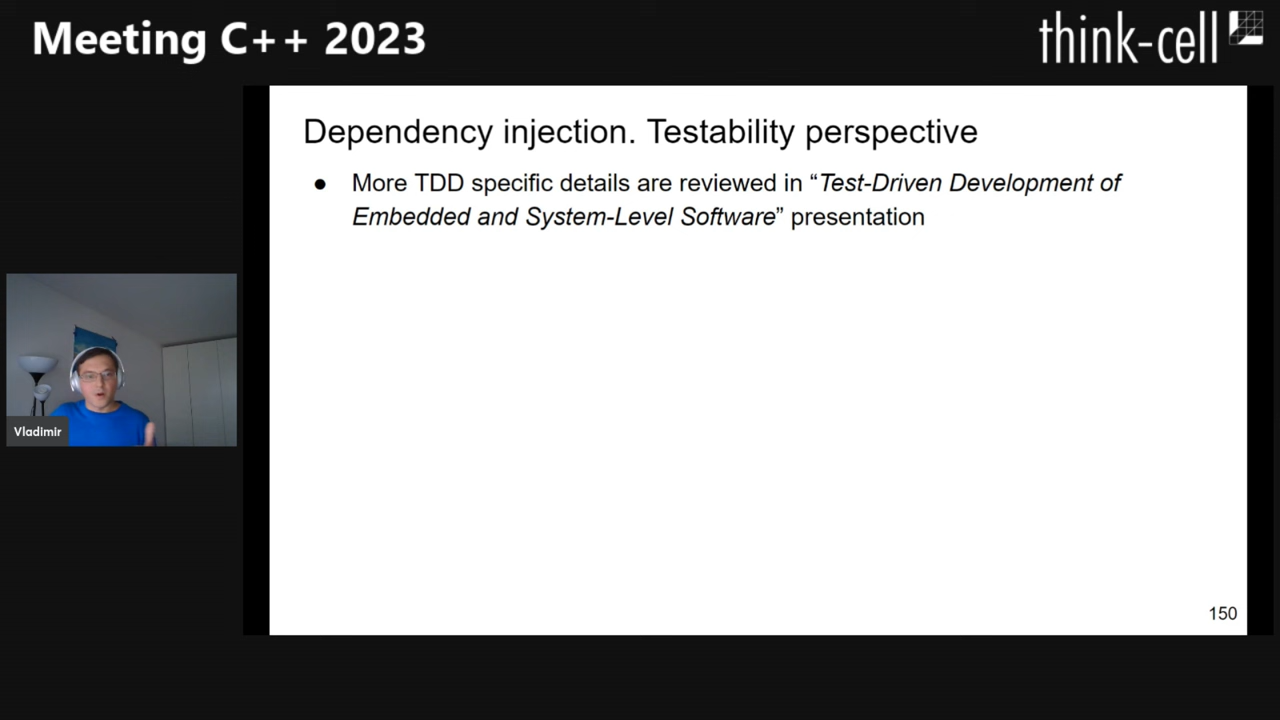 Meeting C++ 2023
think-cell
Dependency injection. Testability perspective
● More TDD specific details are reviewed in “Test-Driven Development of
Embedded and System-Level Software” presentation
Vladimir
150